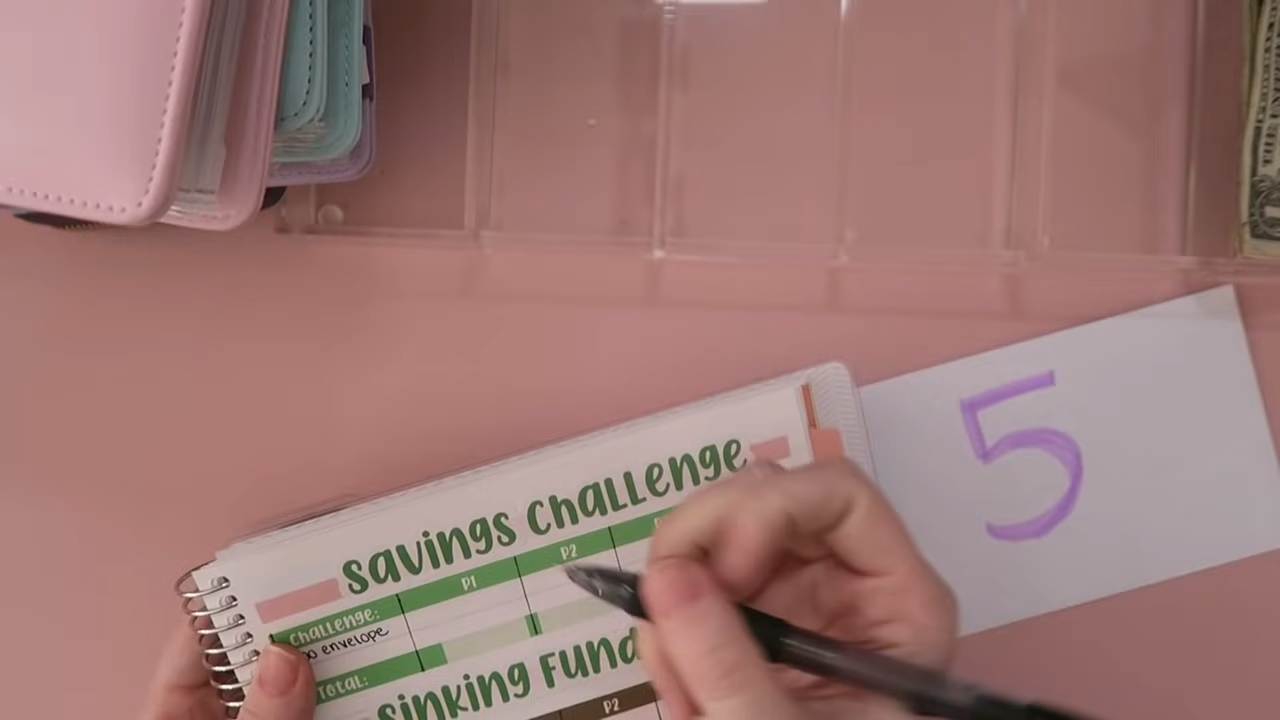 5
savings challenge
P1 P2
challenge:
envelope
Total:
sinking fund
P2